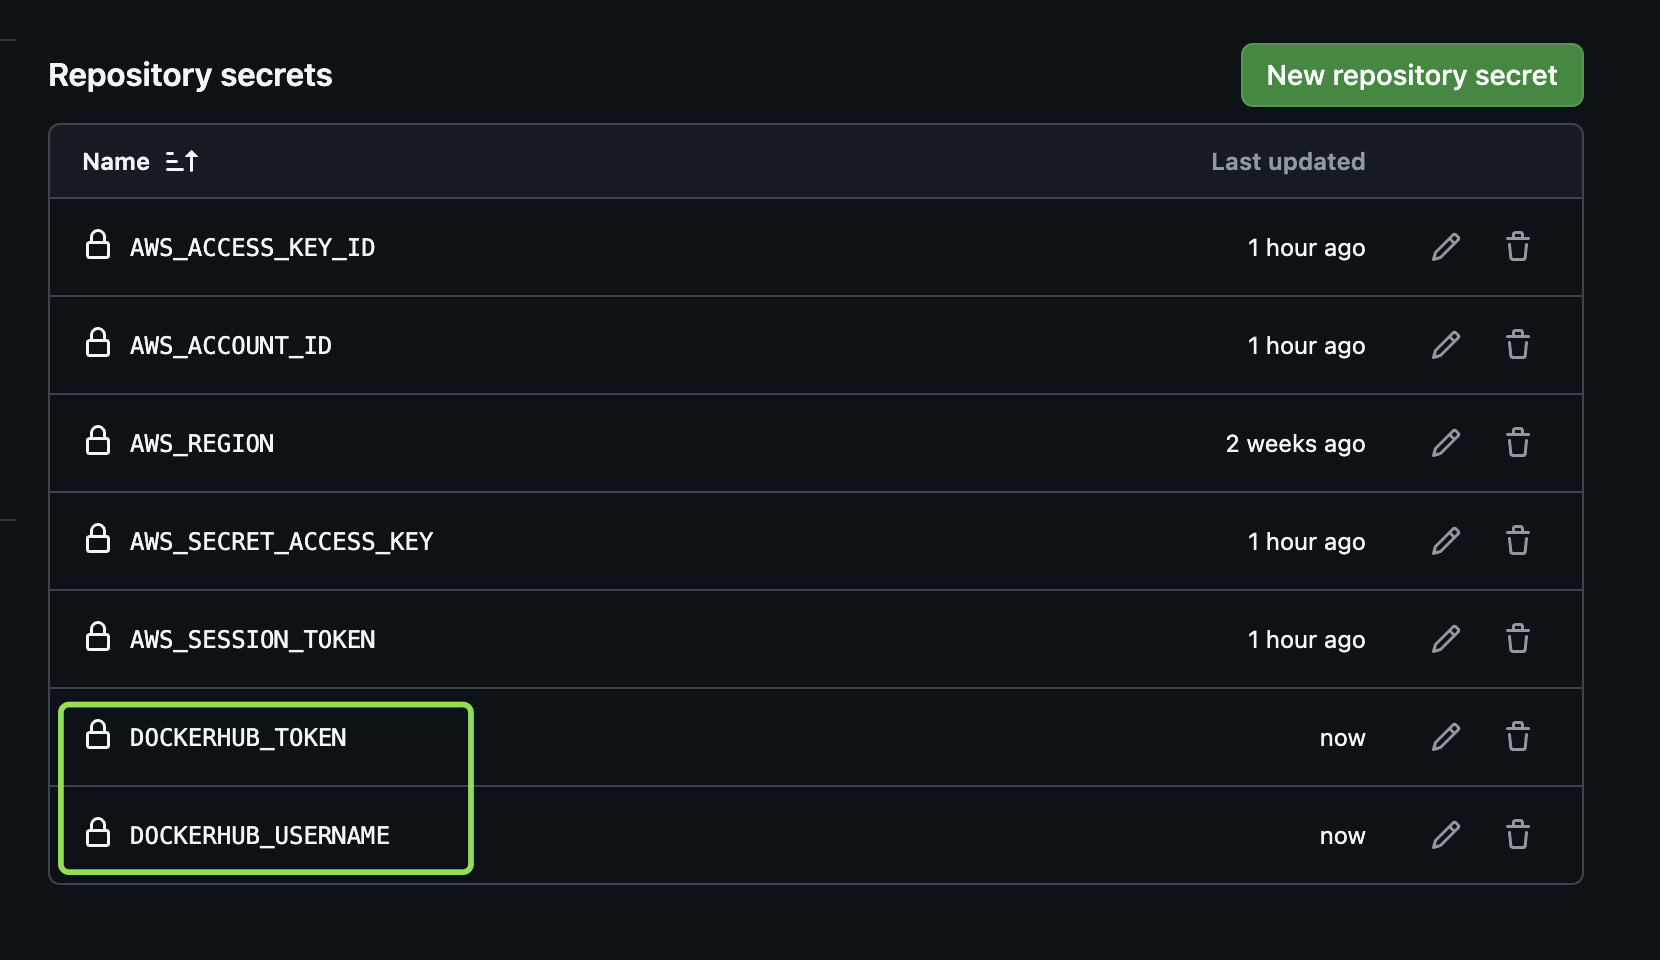 Repository secrets
New repository secret
Name Last updated
AWS_ACCESS_KEY_ID 1 hour ago
AWS_ACCOUNT_ID 1 hour ago
AWS_REGION 2 weeks ago
AWS_SECRET_ACCESS_KEY 1 hour ago
AWS_SESSION_TOKEN 1 hour ago
DOCKERHUB_TOKEN now
DOCKERHUB_USERNAME now